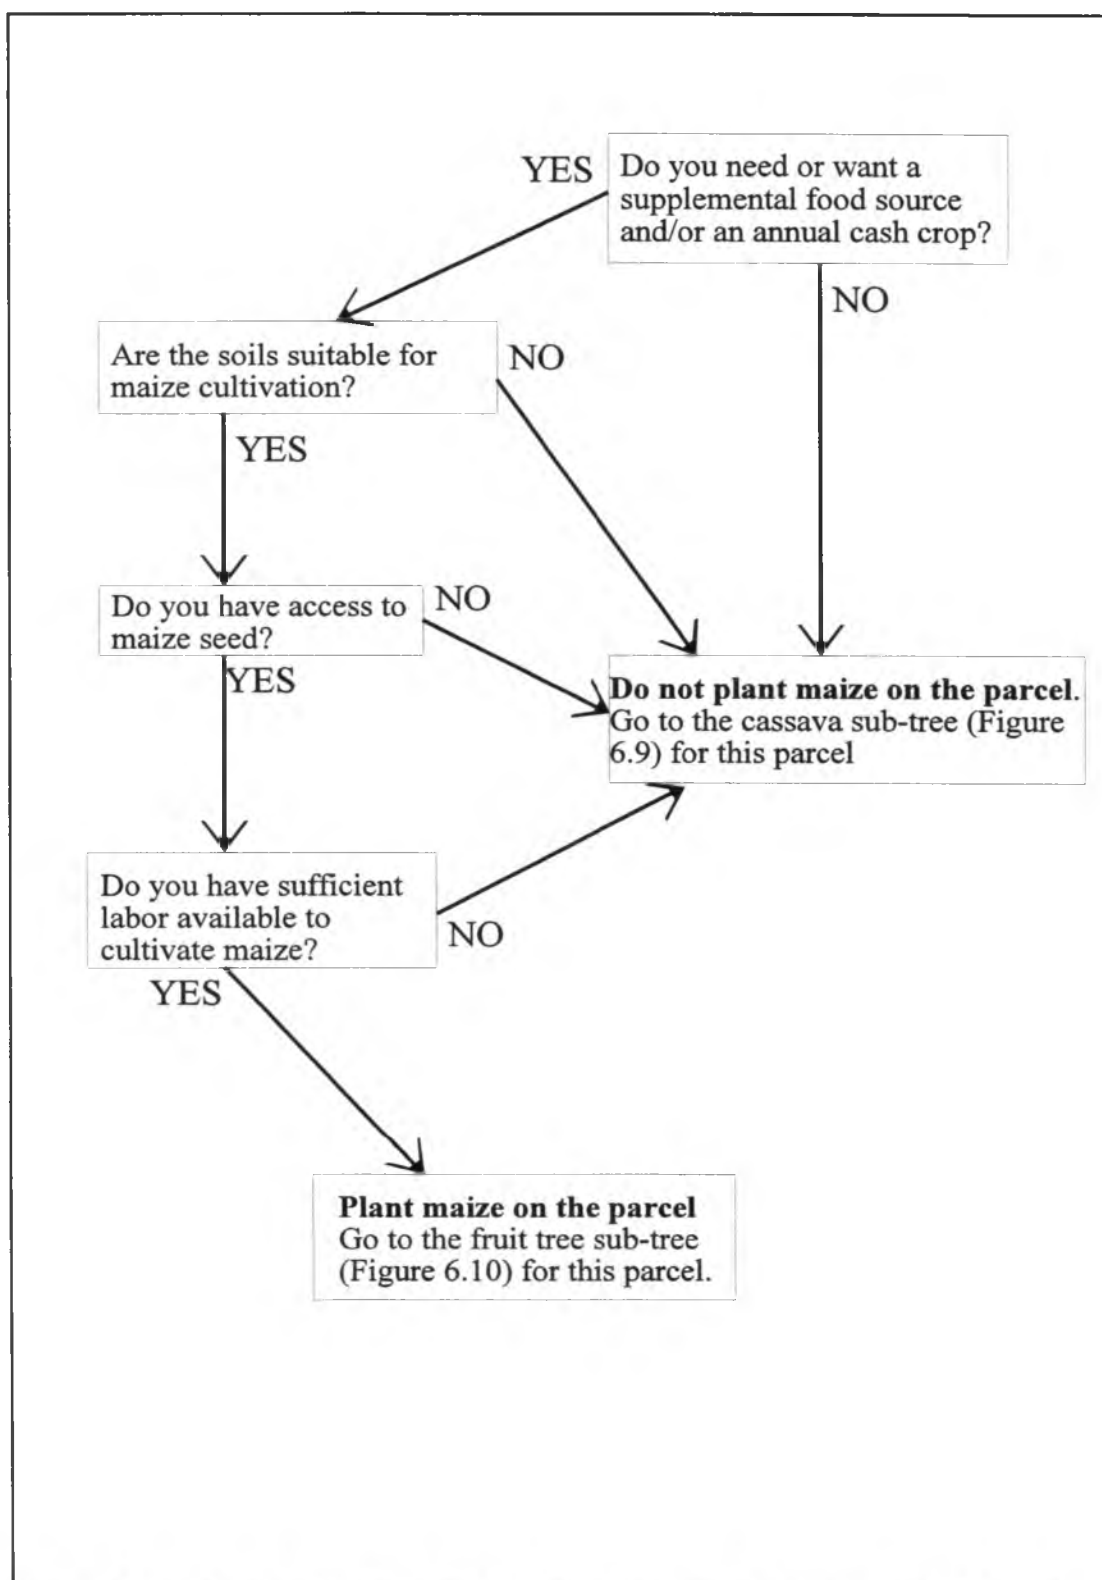 YES
Do you need or want a
supplemental food source
and/or an annual cash crop?
NO
Are the soils suitable for
maize cultivation?
NO
YES
Do you have access to
maize seed?
NO
YES
Do not plant maize on the parcel.
Go to the cassava sub-tree (Figure
6.9) for this parcel
Do you have sufficient
labor available to
cultivate maize?
NO
YES
Plant maize on the parcel
Go to the fruit tree sub-tree
(Figure 6.10) for this parcel.